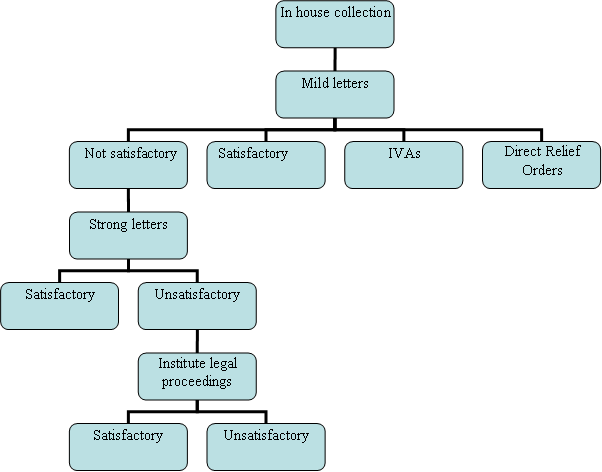 In house collection
Mild letters
Not satisfactory
Satisfactory
IVAs
Direct Relief
Orders
Strong letters
Satisfactory
Unsatisfactory
Institute legal
proceedings
Satisfactory
Unsatisfactory